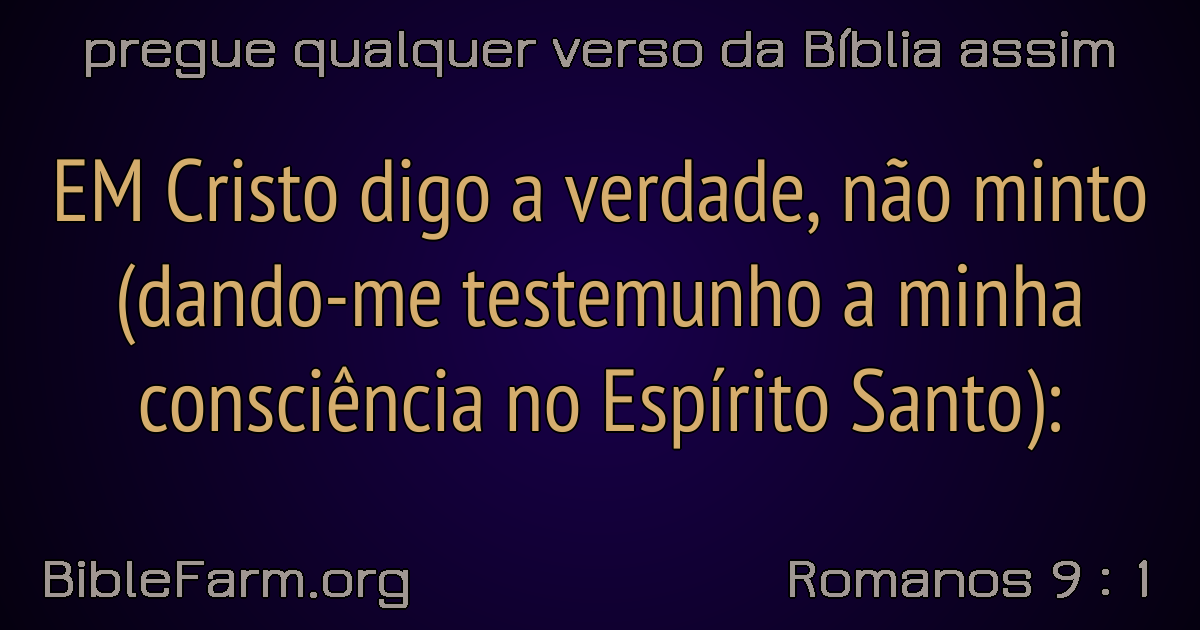 pregue qualquer verso da Bíblia assim
EM Cristo digo a verdade, não minto
(dando-me testemunho a minha
consciência no Espírito Santo):
BibleFarm.org
Romanos 9 : 1